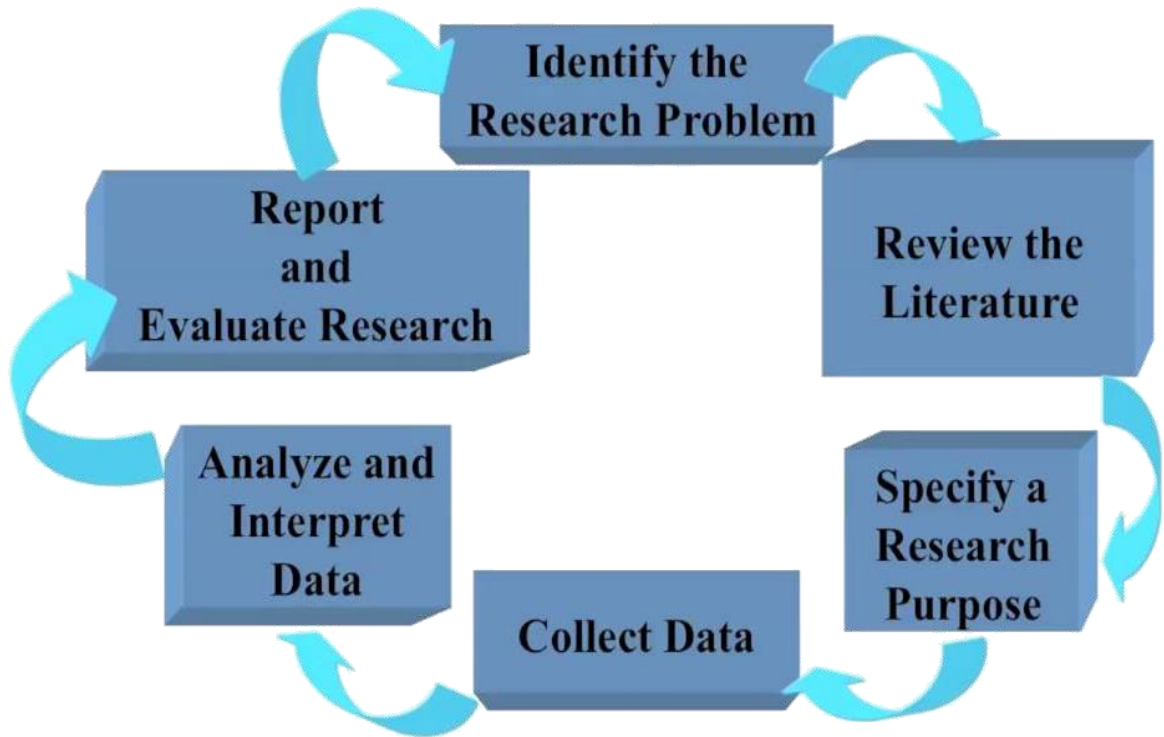 Identify the
Research Problem
Review the
Literature
Specify a
Research
Purpose
Collect Data
Analyze and
Interpret
Data
Report
and
Evaluate Research